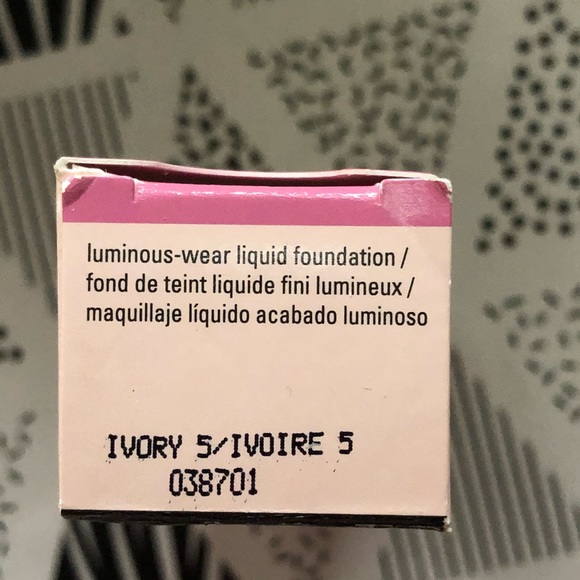 luminous-wear liquid foundation /
fond de teint liquide fini lumineux /
maquillaje líquido acabado luminoso
IVORY 5/IVOIRE 5
038701